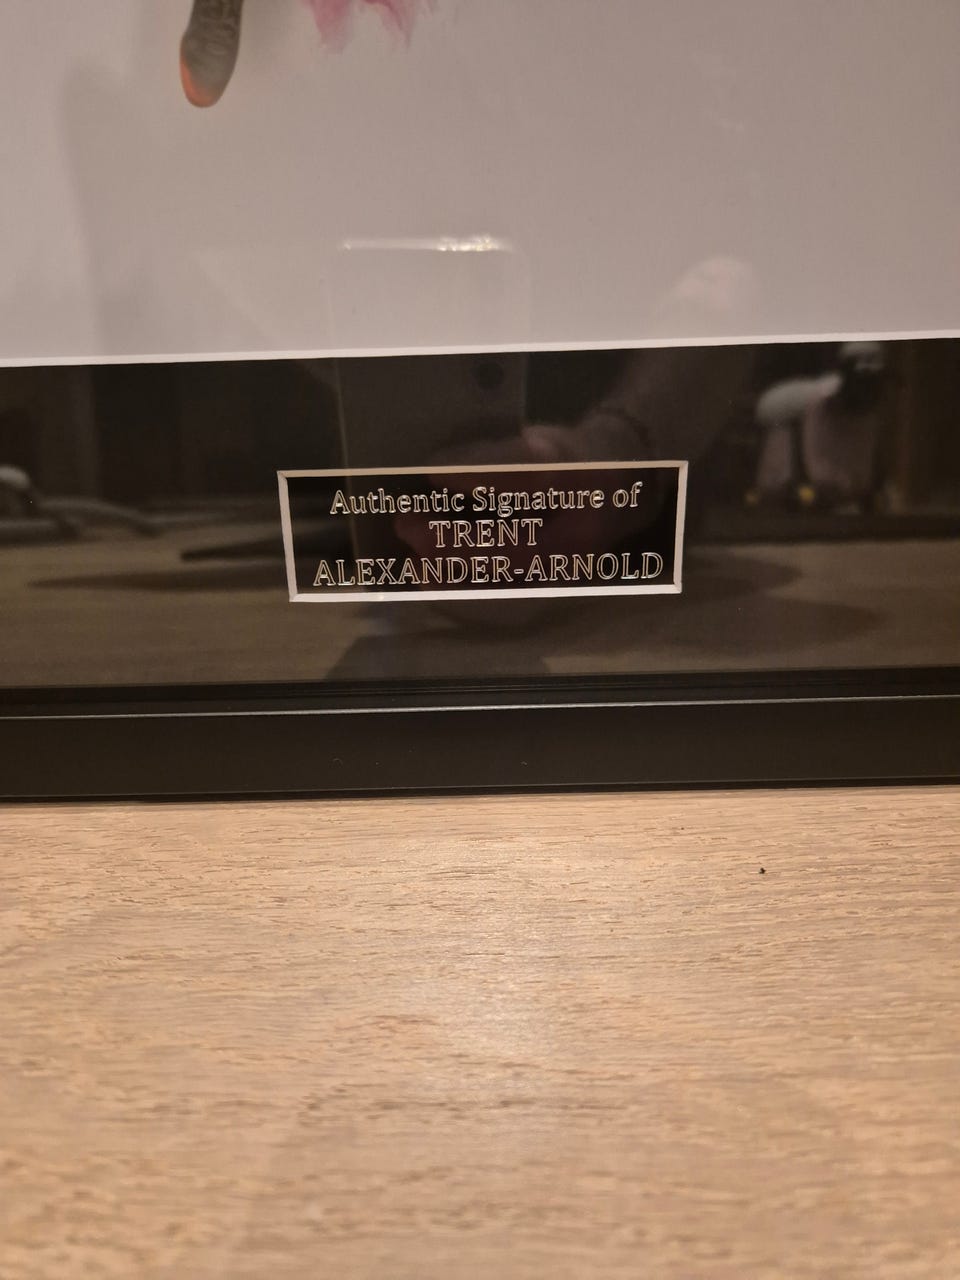 Authentic Signature of
TRENT
ALEXANDER-ARNOLD